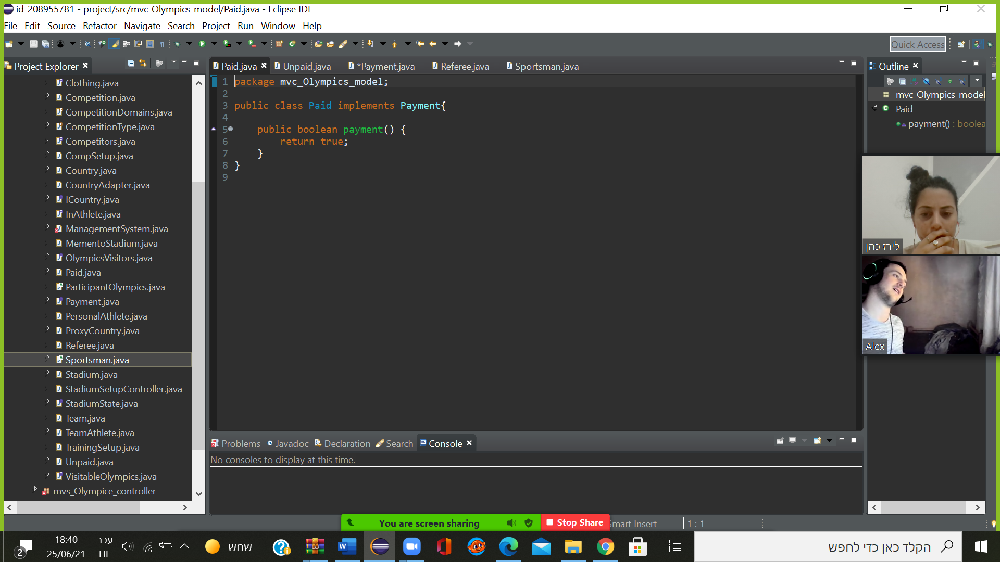 id_208955781 - project/src/mvc_Olympics_model/Paid.java - Eclipse IDE
File Edit Source Refactor Navigate Search Project Run Window Help
Quick Access
Project Explorer
Clothing.java
Competition.java
CompetitionDomains.java
CompetitionType.java
Competitors.java
CompSetup.java
Country.java
CountryAdapter.java
ICountry.java
InAthlete.java
ManagementSystem.java
MementoStadium.java
OlympicsVisitors.java
Paid.java
ParticipantOlympics.java
Payment.java
PersonalAthlete.java
ProxyCountry.java
Referee.java
Sportsman.java
Stadium.java
StadiumSetupController.java
StadiumState.java
Team.java
TeamAthlete.java
TrainingSetup.java
Unpaid.java
VisitableOlympics.java
mvs_Olympice_controller
Paid.java Unpaid.java *Payment.java Referee.java Sportsman.java
1 package mvc_Olympics_model;
2
3 public class Paid implements Payment{
4
5 public boolean payment() {
6 return true;
7 }
8 }
9
Outline
mvc_Olympics_model
Paid
payment() : boolea
לירז כהן
Alex
Problems Javadoc Declaration Search Console
No consoles to display at this time.
You are screen sharing Stop Share
Smart Insert 1 : 1
2
18:40
25/06/21
עבר
HE
שמש
הקלד כאן כדי לחפש